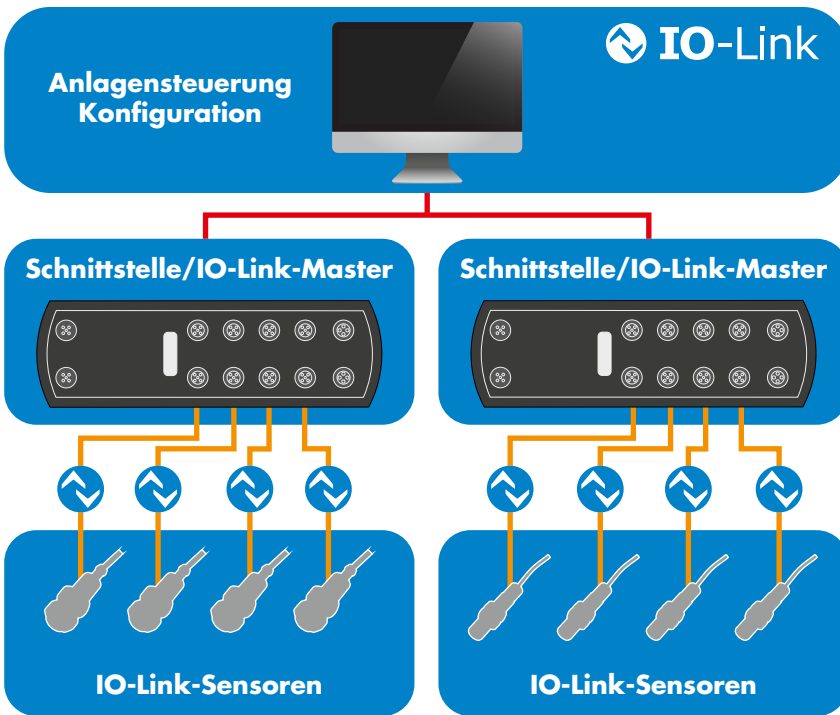 IO-Link
Anlagensteuerung
Konfiguration
Schnittstelle/IO-Link-Master
Schnittstelle/IO-Link-Master
IO-Link-Sensoren
IO-Link-Sensoren